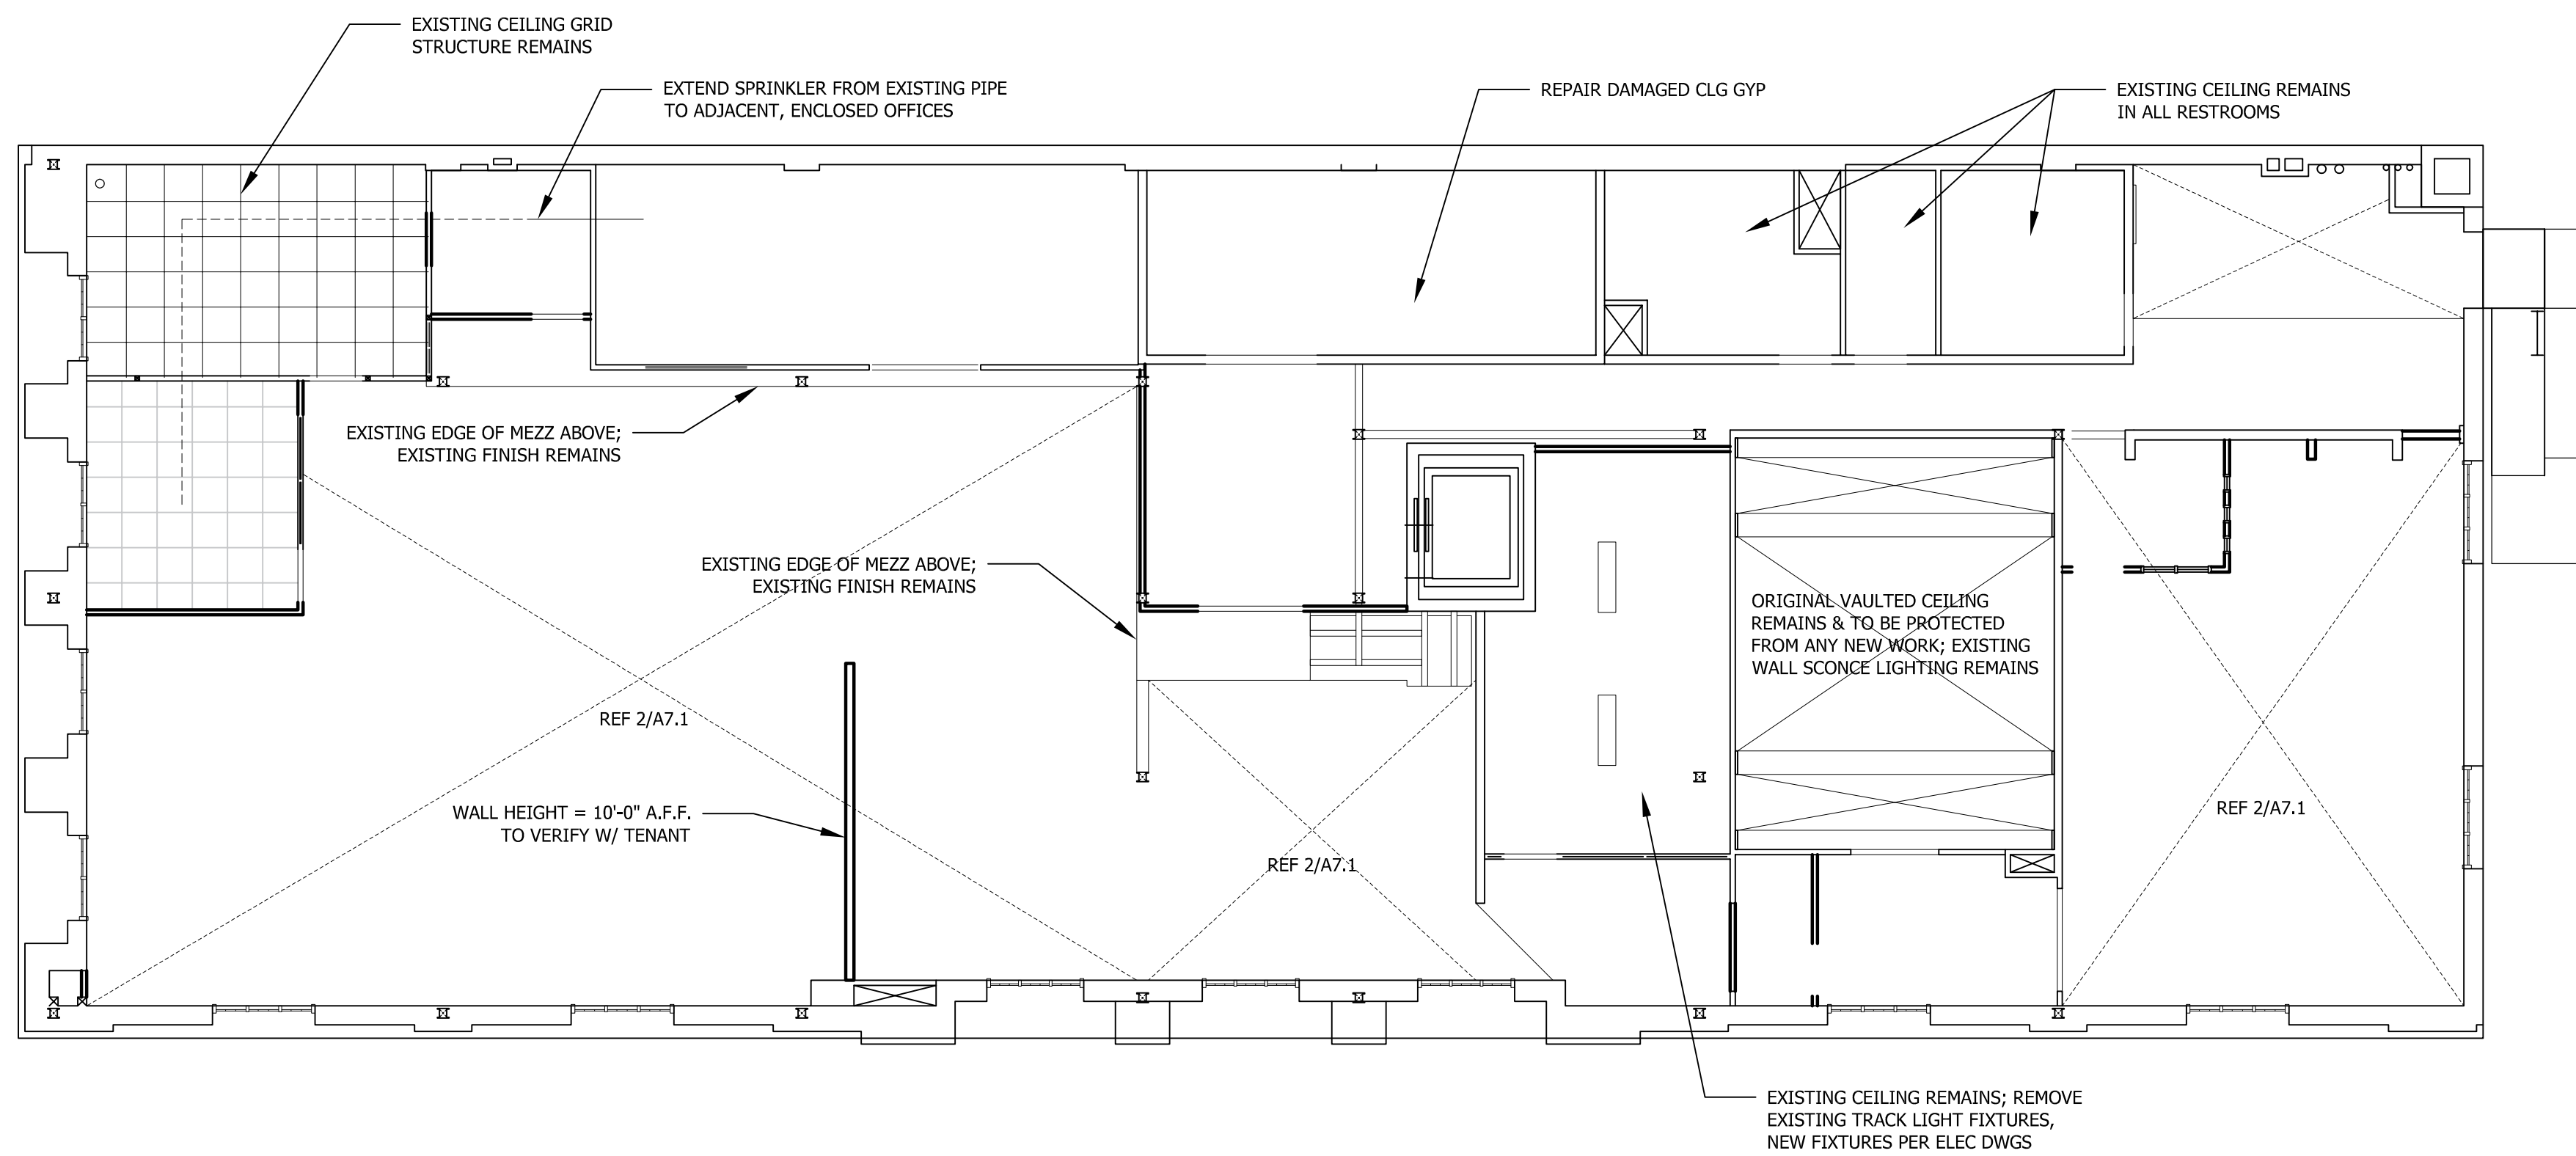 EXISTING CEILING GRID
STRUCTURE REMAINS
EXTEND SPRINKLER FROM EXISTING PIPE
TO ADJACENT, ENCLOSED OFFICES
REPAIR DAMAGED CLG GYP
EXISTING CEILING REMAINS
IN ALL RESTROOMS
EXISTING EDGE OF MEZZ ABOVE;
EXISTING FINISH REMAINS
EXISTING EDGE OF MEZZ ABOVE;
EXISTING FINISH REMAINS
ORIGINAL VAULTED CEILING
REMAINS & TO BE PROTECTED
FROM ANY NEW WORK; EXISTING
WALL SCONCE LIGHTING REMAINS
REF 2/A7.1
WALL HEIGHT = 10'-0" A.F.F.
TO VERIFY W/ TENANT
REF 2/A7.1
REF 2/A7.1
EXISTING CEILING REMAINS; REMOVE
EXISTING TRACK LIGHT FIXTURES,
NEW FIXTURES PER ELEC DWGS